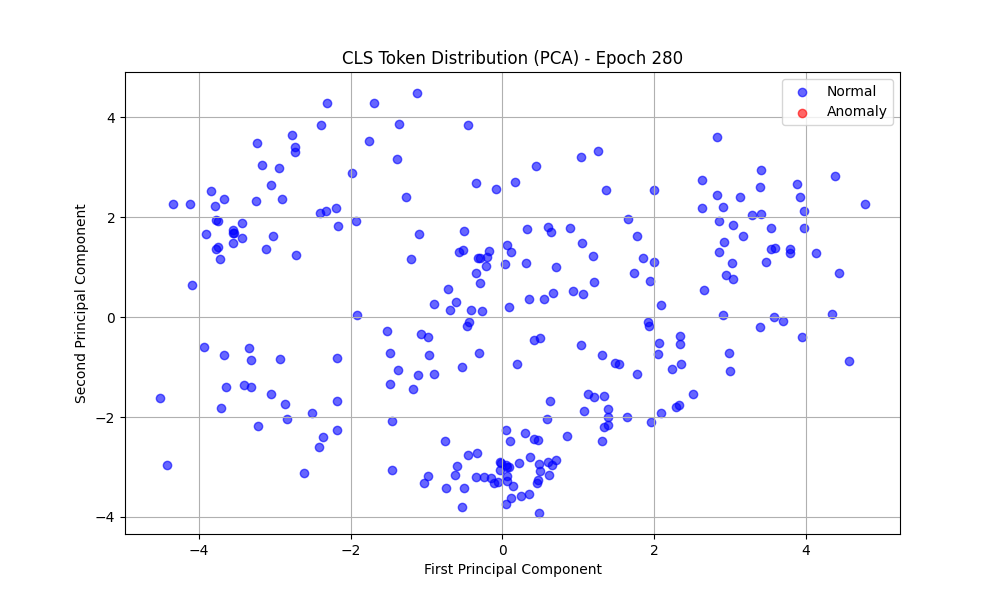 CLS Token Distribution (PCA) - Epoch 280
Normal
Anomaly
Second Principal Component
4
2
0
−2
−4
−4
−2
0
2
4
First Principal Component